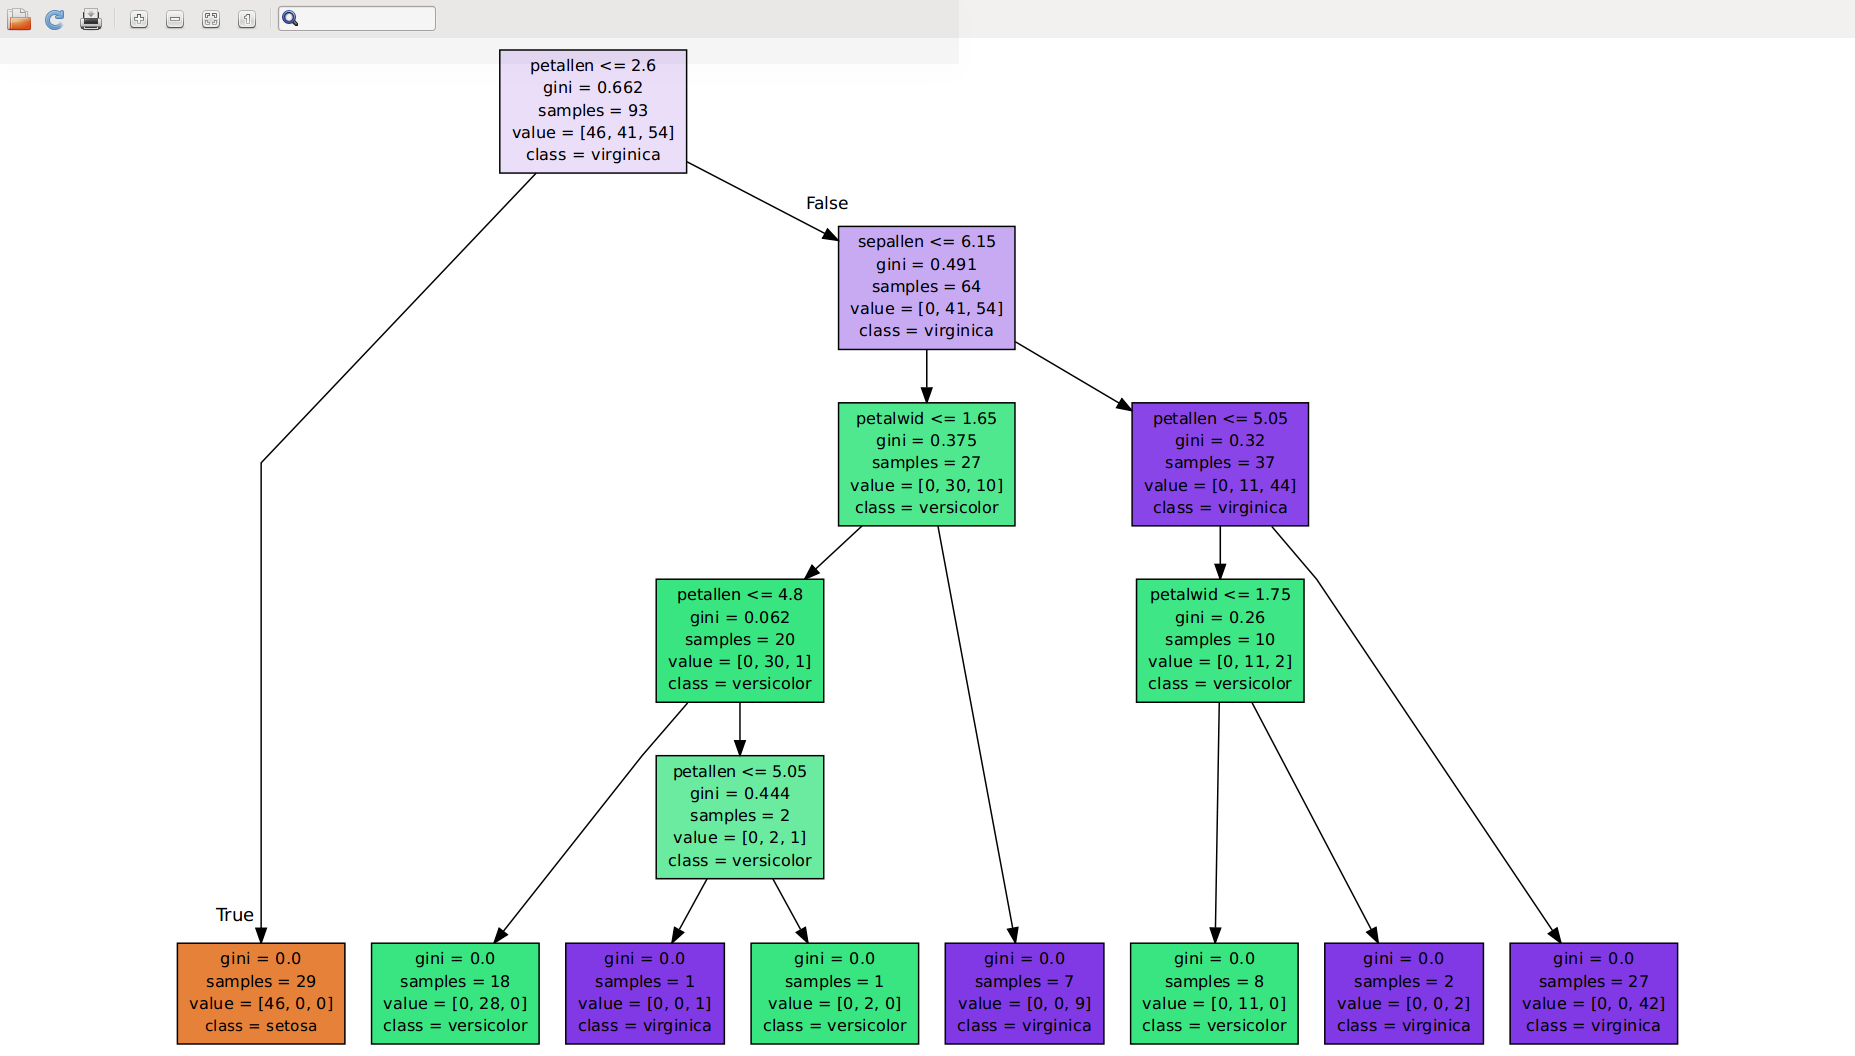 1
petallen <= 2.6
gini = 0.662
samples = 93
value = [46, 41, 54]
class = virginica
False
sepallen <= 6.15
gini = 0.491
samples = 64
value = [0, 41, 54]
class = virginica
petalwid <= 1.65
gini = 0.375
samples = 27
value = [0, 30, 10]
class = versicolor
petallen <= 5.05
gini = 0.32
samples = 37
value = [0, 11, 44]
class = virginica
petallen <= 4.8
gini = 0.062
samples = 20
value = [0, 30, 1]
class = versicolor
petalwid <= 1.75
gini = 0.26
samples = 10
value = [0, 11, 2]
class = versicolor
petallen <= 5.05
gini = 0.444
samples = 2
value = [0, 2, 1]
class = versicolor
True
gini = 0.0
samples = 29
value = [46, 0, 0]
class = setosa
gini = 0.0
samples = 18
value = [0, 28, 0]
class = versicolor
gini = 0.0
samples = 1
value = [0, 0, 1]
class = virginica
gini = 0.0
samples = 1
value = [0, 2, 0]
class = versicolor
gini = 0.0
samples = 7
value = [0, 0, 9]
class = virginica
gini = 0.0
samples = 8
value = [0, 11, 0]
class = versicolor
gini = 0.0
samples = 2
value = [0, 0, 2]
class = virginica
gini = 0.0
samples = 27
value = [0, 0, 42]
class = virginica